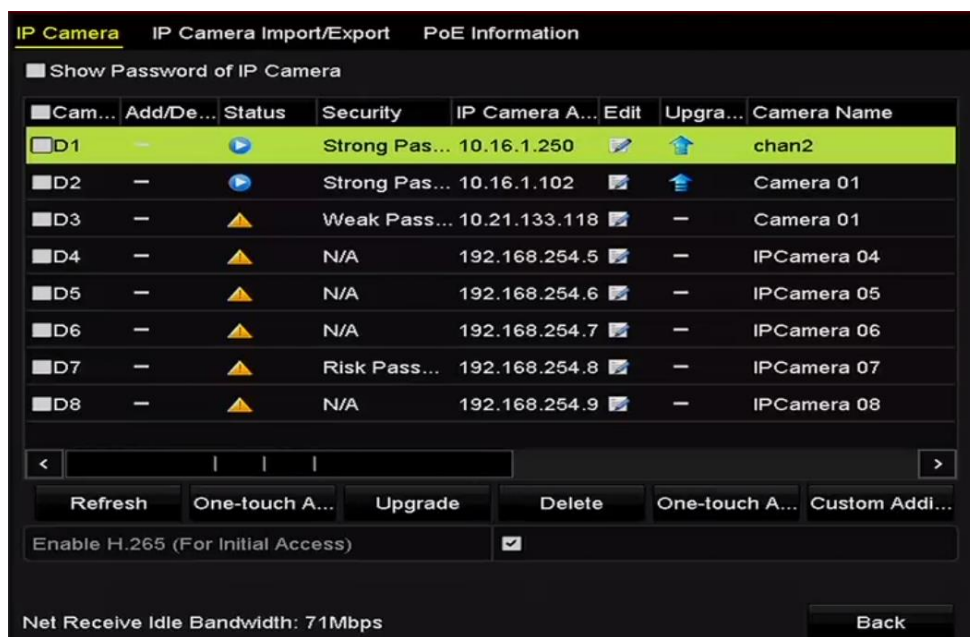 IP Camera IP Camera Import/Export PoE Information
Show Password of IP Camera
Cam... Add/De... Status Security IP Camera A... Edit Upgra... Camera Name
D1 – Strong Pas... 10.16.1.250 chan2
D2 – Strong Pas... 10.16.1.102 Camera 01
D3 – Weak Pass... 10.21.133.118 – Camera 01
D4 – N/A 192.168.254.5 – IPCamera 04
D5 – N/A 192.168.254.6 – IPCamera 05
D6 – N/A 192.168.254.7 – IPCamera 06
D7 – Risk Pass... 192.168.254.8 – IPCamera 07
D8 – N/A 192.168.254.9 – IPCamera 08
< >
Refresh One-touch A... Upgrade Delete One-touch A... Custom Addi...
Enable H.265 (For Initial Access)
Net Receive Idle Bandwidth: 71Mbps Back